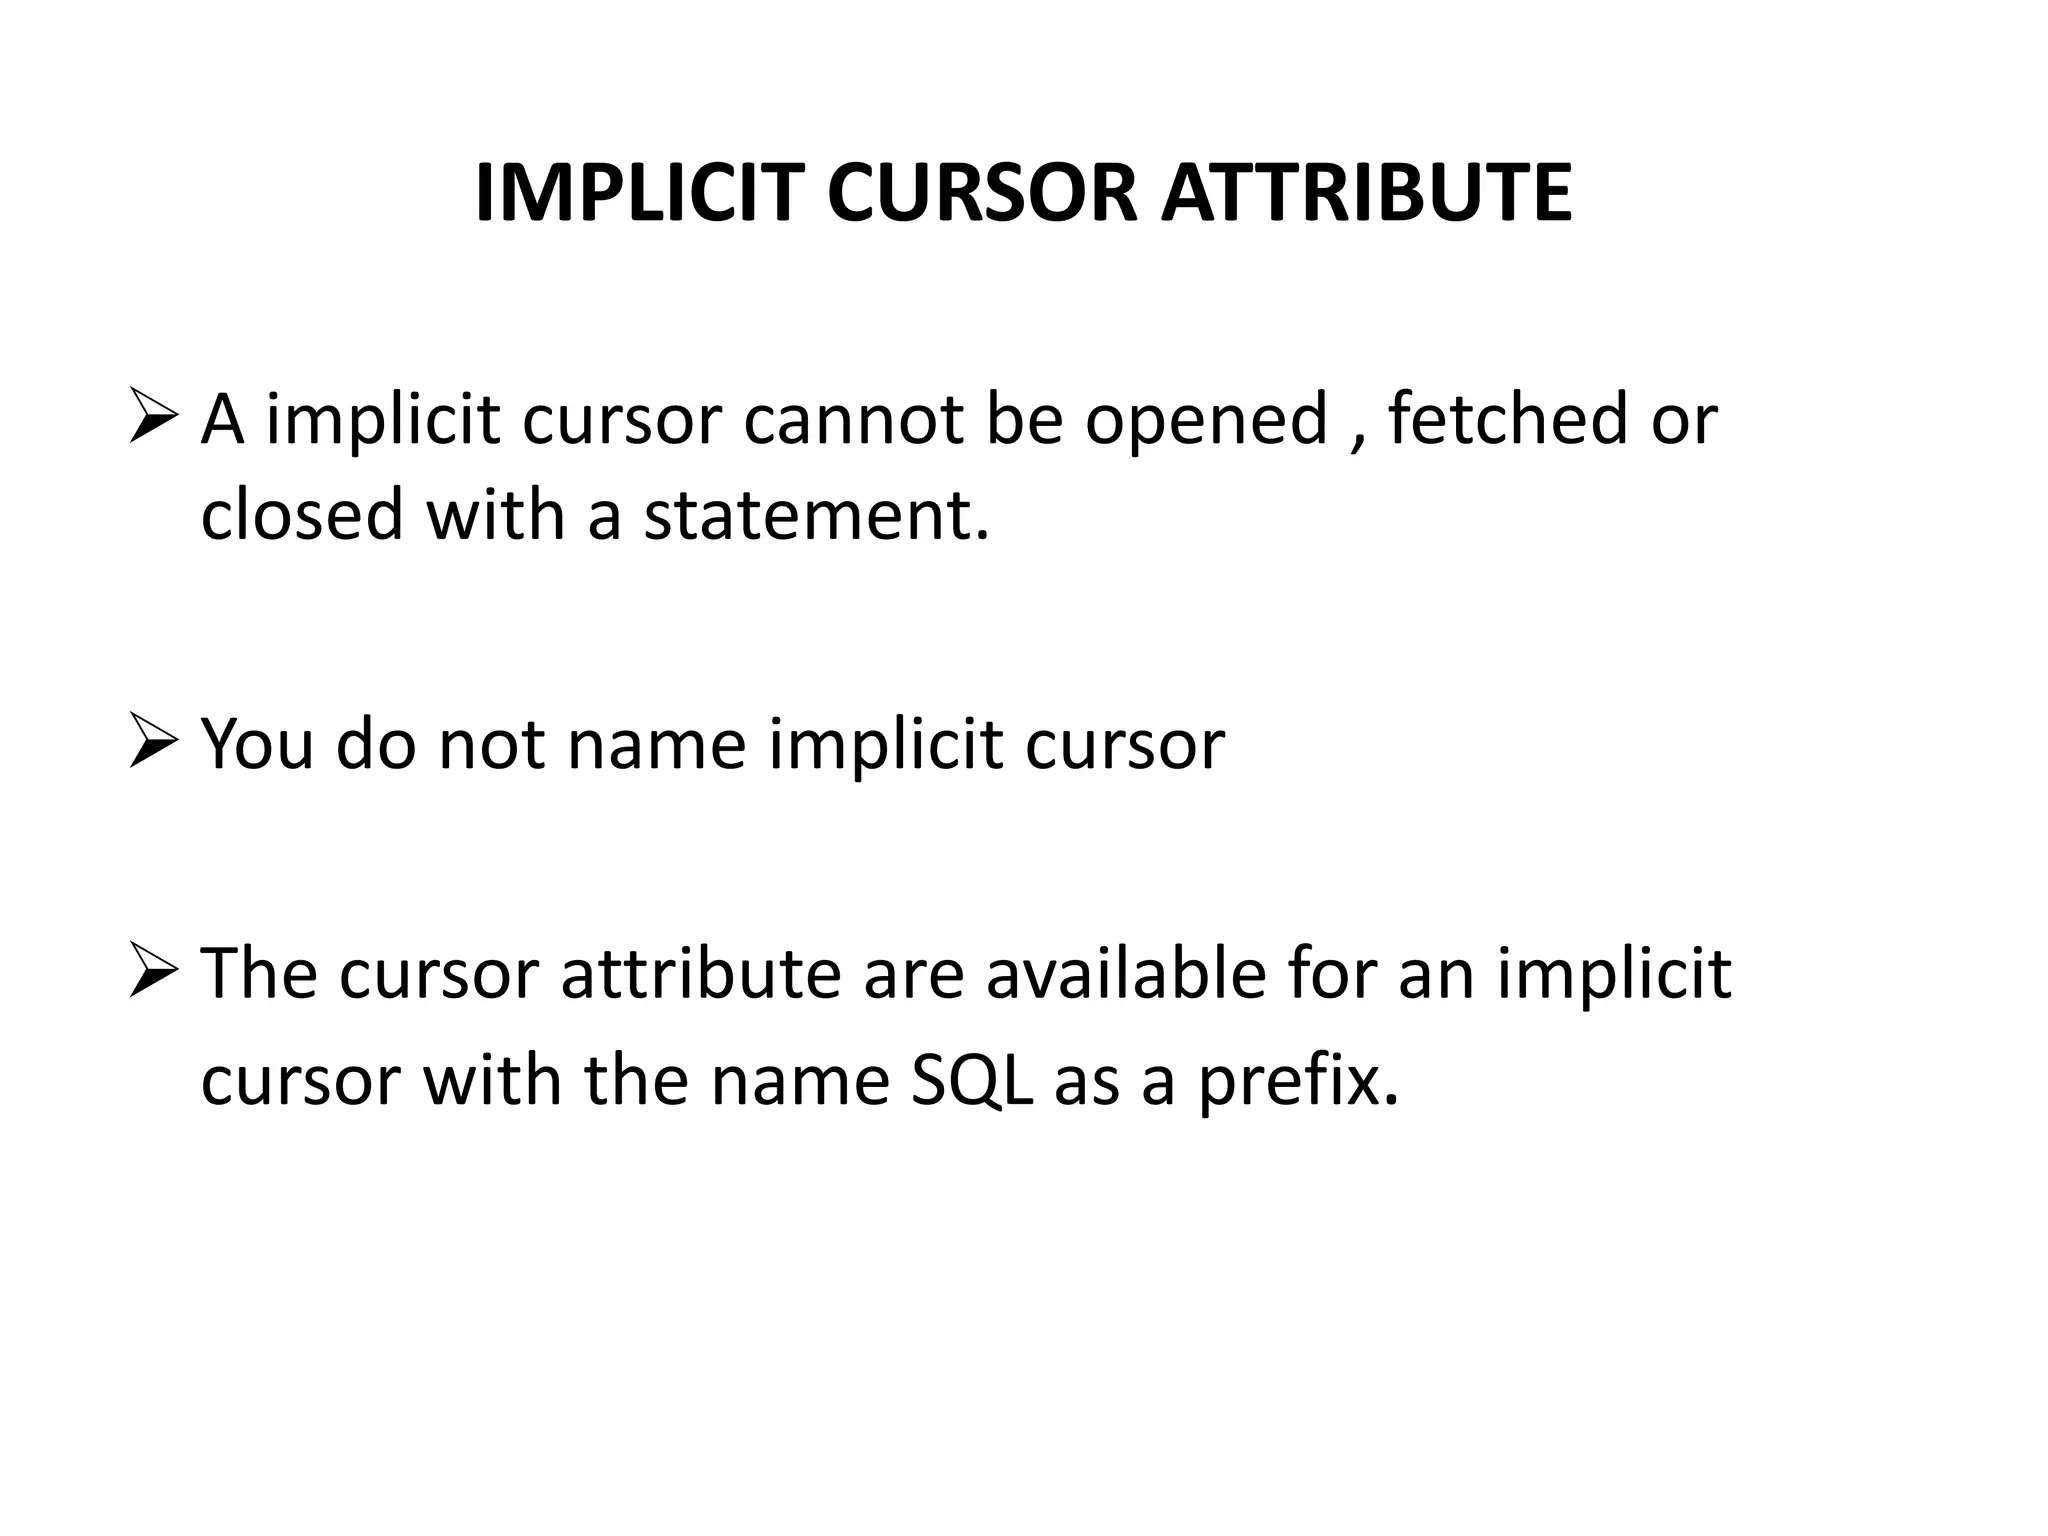 IMPLICIT CURSOR ATTRIBUTE
A implicit cursor cannot be opened , fetched or
closed with a statement.
You do not name implicit cursor
The cursor attribute are available for an implicit
cursor with the name SQL as a prefix.